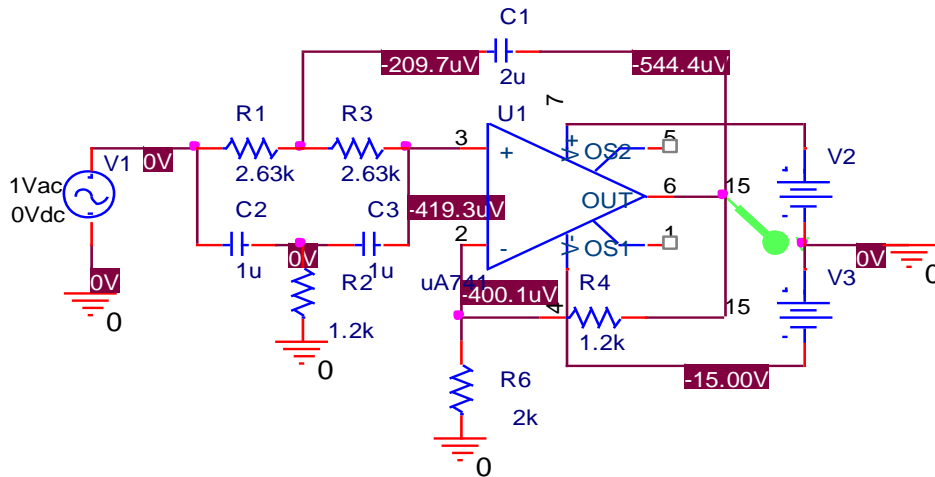 C1
-209.7uV
-544.4uV
2u
7
R1
R3
U1
5
V1
0V
3
+
V+
OS2
V2
1Vac
2.63k
2.63k
6
15
0Vdc
OUT
C2
C3
-419.3uV
2
-
V-
OS1
1
0V
0V
1u
R2
1u
uA741
R4
0V
0
-400.1uV
4
15
V3
0
1.2k
1.2k
0
R6
-15.00V
2k
0